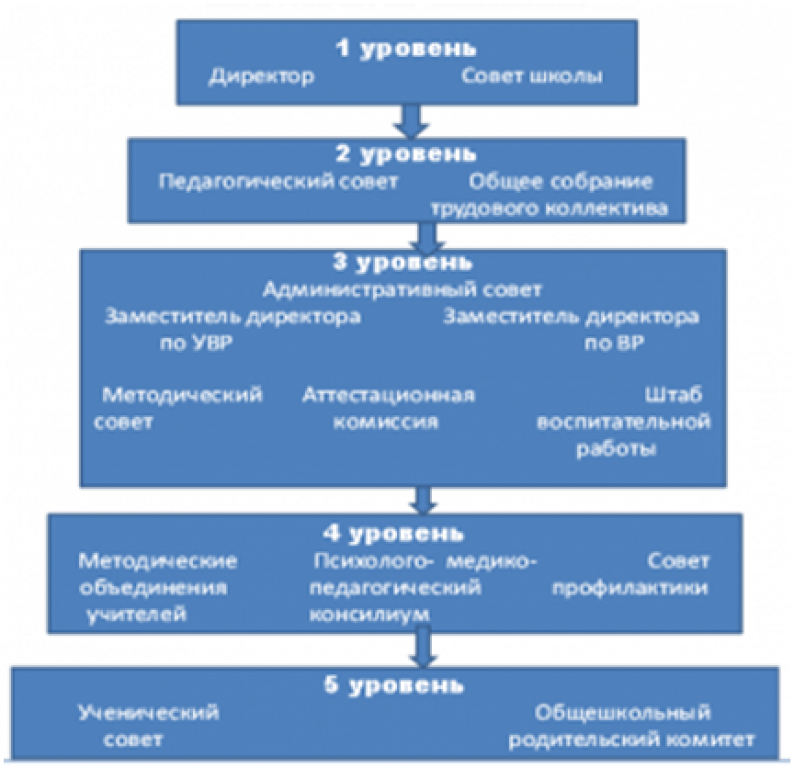 1 уровень
Директор Совет школы
2 уровень
Педагогический совет Общее собрание
трудового коллектива
3 уровень
Административный совет
Заместитель директора Заместитель директора
по УВР по ВР
Методический Аттестационная Штаб
совет комиссия воспитательной
работы
4 уровень
Методические Психолого- медико- Совет
объединения педагогический профилактики
учителей консилиум
5 уровень
Ученический Общешкольный
совет родительский комитет